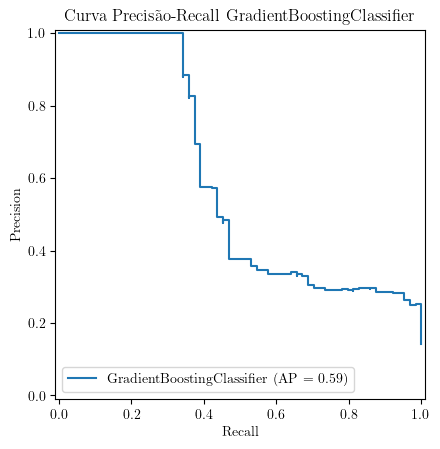 Curva Precisão-Recall GradientBoostingClassifier
1.0
0.8
0.6
0.4
0.2
0.0
Precision
GradientBoostingClassifier (AP = 0.59)
0.0 0.2 0.4 0.6 0.8 1.0
Recall